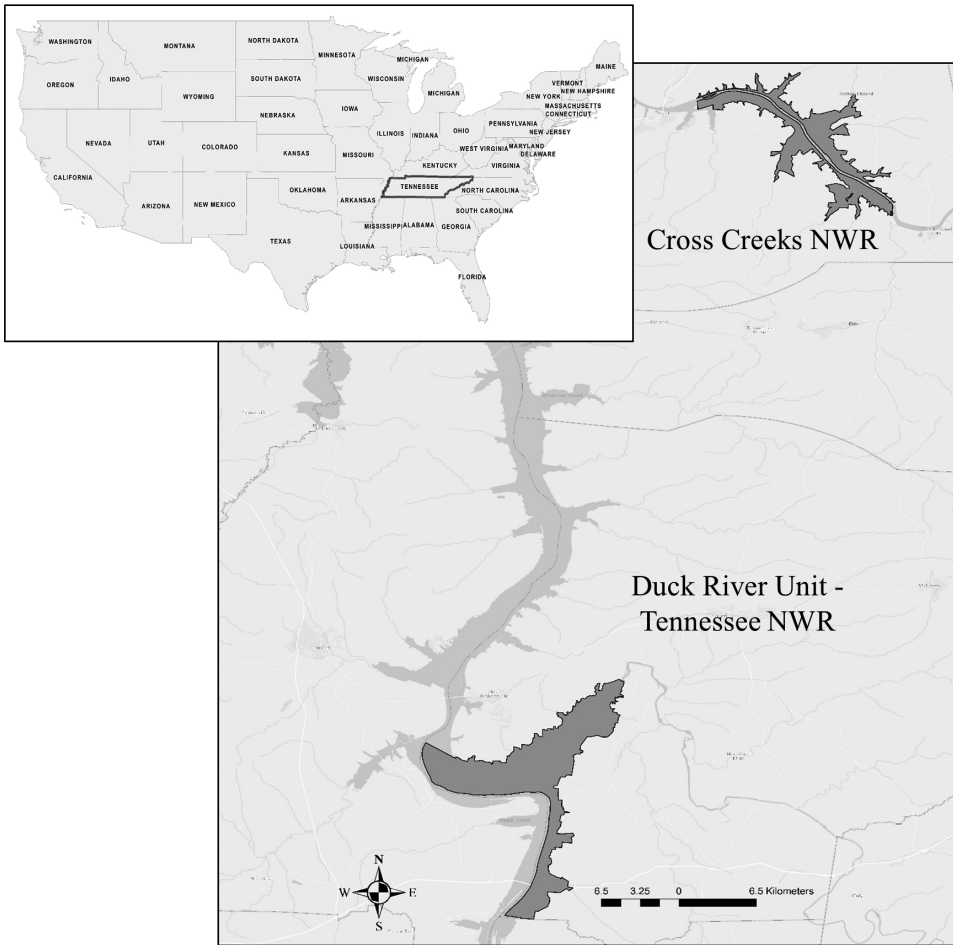 WASHINGTON
MONTANA
NORTH DAKOTA
MINNESOTA
MICHIGAN
MAINE
OREGON
IDAHO
SOUTH DAKOTA
WISCONSIN
VERMONT
NEW HAMPSHIRE
WYOMING
MICHIGAN
NEW YORK
MASSACHUSETTS
CONNECTICUT
IOWA
NEBRASKA
PENNSYLVANIA
NEVADA
UTAH
COLORADO
ILLINOIS
INDIANA
OHIO
NEW JERSEY
MARYLAND
DELAWARE
WEST VIRGINIA
KANSAS
MISSOURI
KENTUCKY
VIRGINIA
CALIFORNIA
OKLAHOMA
TENNESSEE
NORTH CAROLINA
ARIZONA
NEW MEXICO
ARKANSAS
SOUTH CAROLINA
MISSISSIPPI
ALABAMA
GEORGIA
TEXAS
LOUISIANA
FLORIDA
Cross Creeks NWR
Duck River Unit -
Tennessee NWR
N
W E
S
6.5 3.25 0 6.5 Kilometers